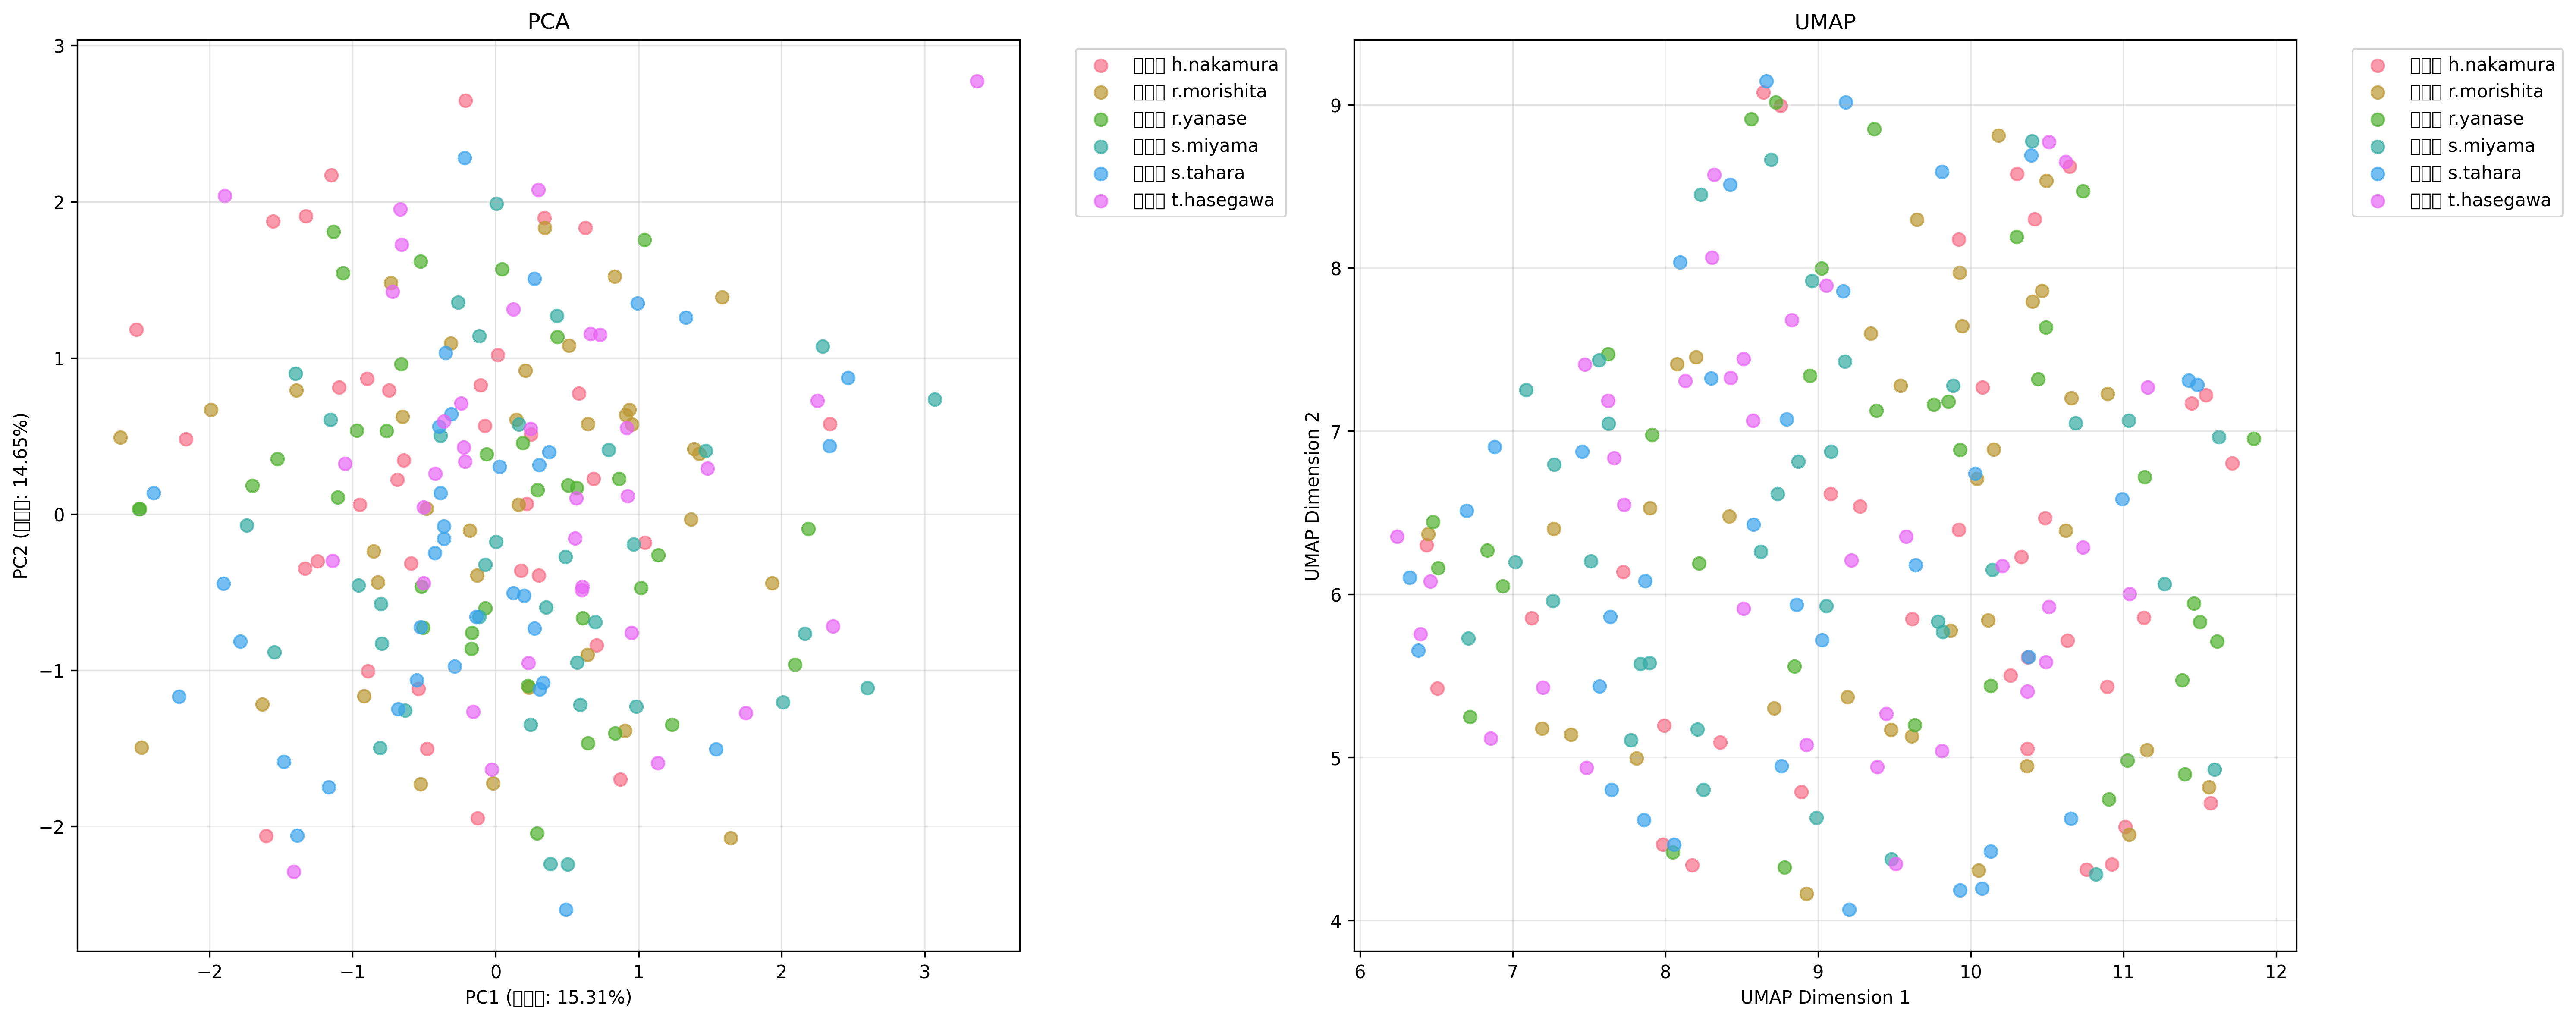 PCA
3
2
1
0
−1
−2
−2
−1
0
1
2
3
PC2 (□□□: 14.65%)
PC1 (□□□: 15.31%)
□□□ h.nakamura
□□□ r.morishita
□□□ r.yanase
□□□ s.miyama
□□□ s.tahara
□□□ t.hasegawa
UMAP
9
8
7
6
5
4
6
7
8
9
10
11
12
UMAP Dimension 2
UMAP Dimension 1
□□□ h.nakamura
□□□ r.morishita
□□□ r.yanase
□□□ s.miyama
□□□ s.tahara
□□□ t.hasegawa